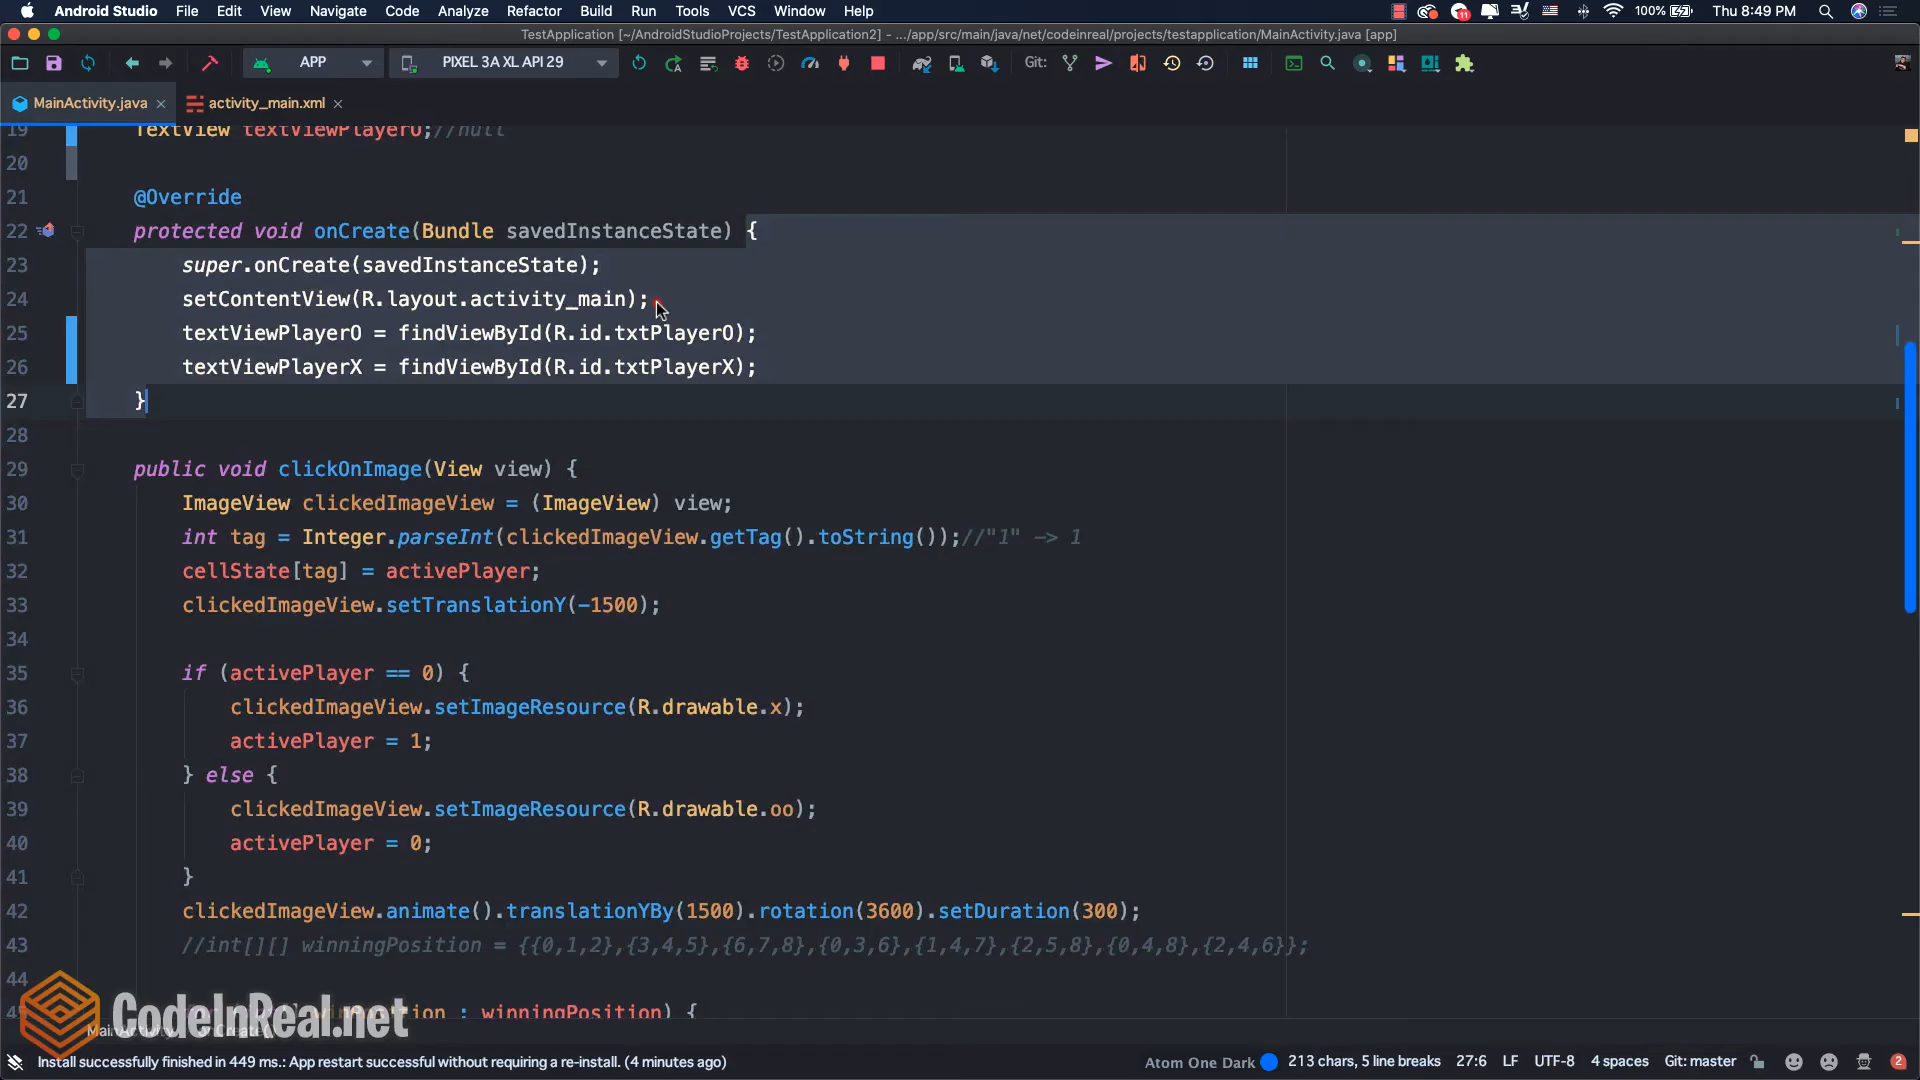 Android Studio File Edit View Navigate Code Analyze Refactor Build Run Tools VCS Window Help 11 100% Thu 8:49 PM
TestApplication [~/AndroidStudioProjects/TestApplication2] - .../app/src/main/java/net/codeinreal/projects/testapplication/MainActivity.java [app]
APP PIXEL 3A XL API 29 Git:
MainActivity.java activity_main.xml
19 TextView textViewPlayerO;//null
20
21 @Override
22 protected void onCreate(Bundle savedInstanceState) {
23 super.onCreate(savedInstanceState);
24 setContentView(R.layout.activity_main);
25 textViewPlayerO = findViewById(R.id.txtPlayerO);
26 textViewPlayerX = findViewById(R.id.txtPlayerX);
27 }
28
29 public void clickOnImage(View view) {
30 ImageView clickedImageView = (ImageView) view;
31 int tag = Integer.parseInt(clickedImageView.getTag().toString());//"1" -> 1
32 cellState[tag] = activePlayer;
33 clickedImageView.setTranslationY(-1500);
34
35 if (activePlayer == 0) {
36 clickedImageView.setImageResource(R.drawable.x);
37 activePlayer = 1;
38 } else {
39 clickedImageView.setImageResource(R.drawable.oo);
40 activePlayer = 0;
41 }
42 clickedImageView.animate().translationYBy(1500).rotation(3600).setDuration(300);
43 //int[][] winningPosition = {{0,1,2},{3,4,5},{6,7,8},{0,3,6},{1,4,7},{2,5,8},{0,4,8},{2,4,6}};
44
: winningPosition) {
CodeInReal.net
Install successfully finished in 449 ms.: App restart successful without requiring a re-install. (4 minutes ago) Atom One Dark 213 chars, 5 line breaks 27:6 LF UTF-8 4 spaces Git: master 2